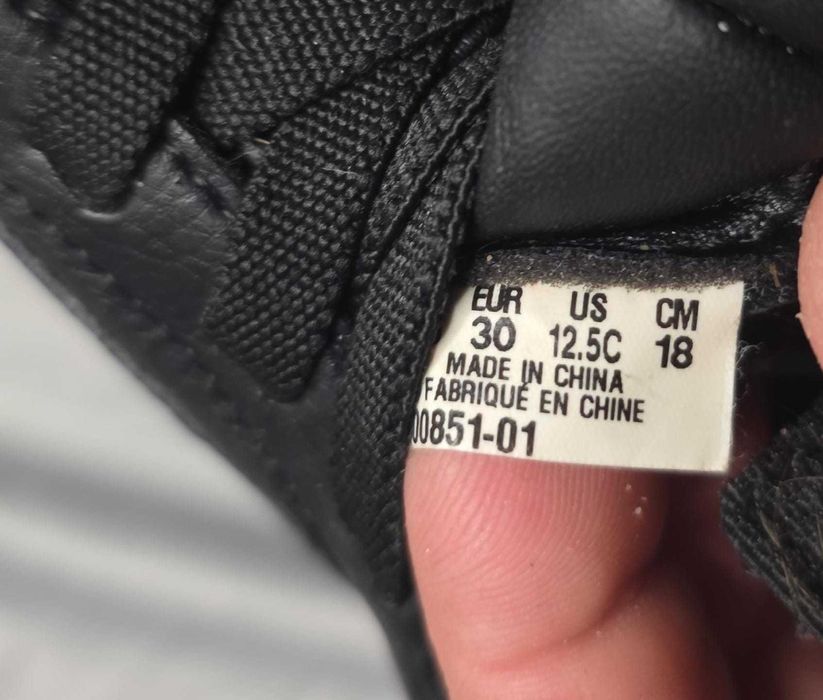 EUR US CM
30 12.5C 18
MADE IN CHINA
FABRIQUÉ EN CHINE
00851-01